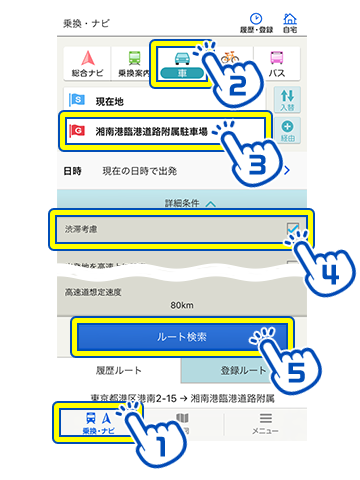 乗換・ナビ
履歴・登録 自宅
総合ナビ 乗換案内 車 バス
2
S 現在地
入替
G 湘南港臨港道路附属駐車場
3
経由
日時 現在の日時で出発
詳細条件
渋滞考慮
4
高速道想定速度
80km
ルート検索
5
履歴ルート 登録ルート
東京都港区港南2-15 → 湘南港臨港道路附属
1
乗換・ナビ メニュー